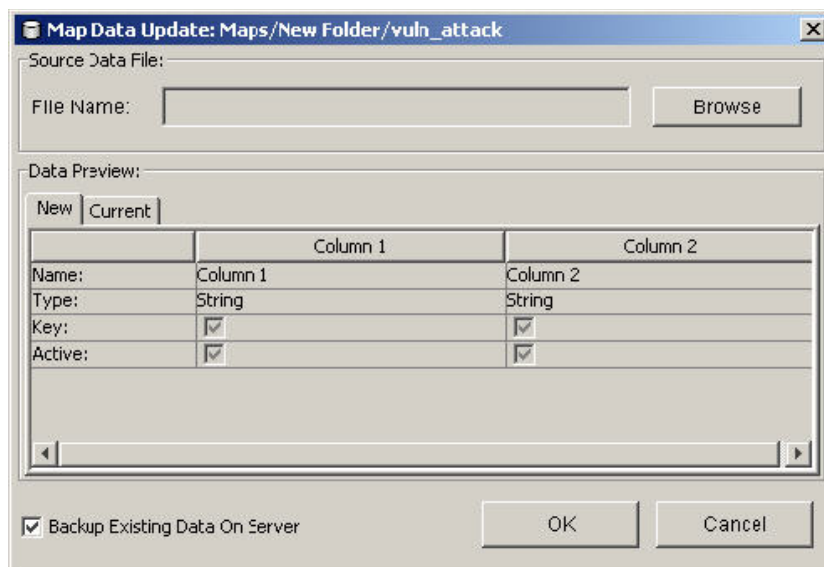 Map Data Update: Maps/New Folder/vuln_attack
Source Data File:
File Name:
Browse
Data Preview:
New
Current
Column 1
Column 2
Name:
Column 1
Column 2
Type:
String
String
Key:
Active:
Backup Existing Data On Server
OK
Cancel